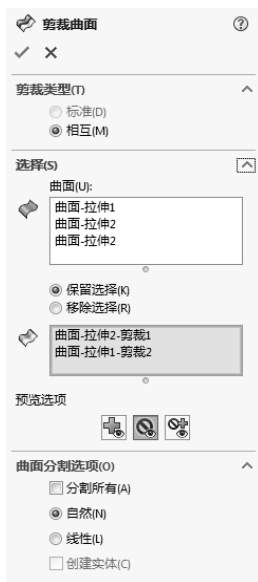 剪裁曲面
剪裁类型(T)
标准(D)
相互(M)
选择(S)
曲面(U):
曲面-拉伸1
曲面-拉伸2
曲面-拉伸2
保留选择(K)
移除选择(R)
曲面-拉伸2-剪裁1
曲面-拉伸1-剪裁2
预览选项
曲面分割选项(O)
分割所有(A)
自然(N)
线性(L)
创建实体(C)